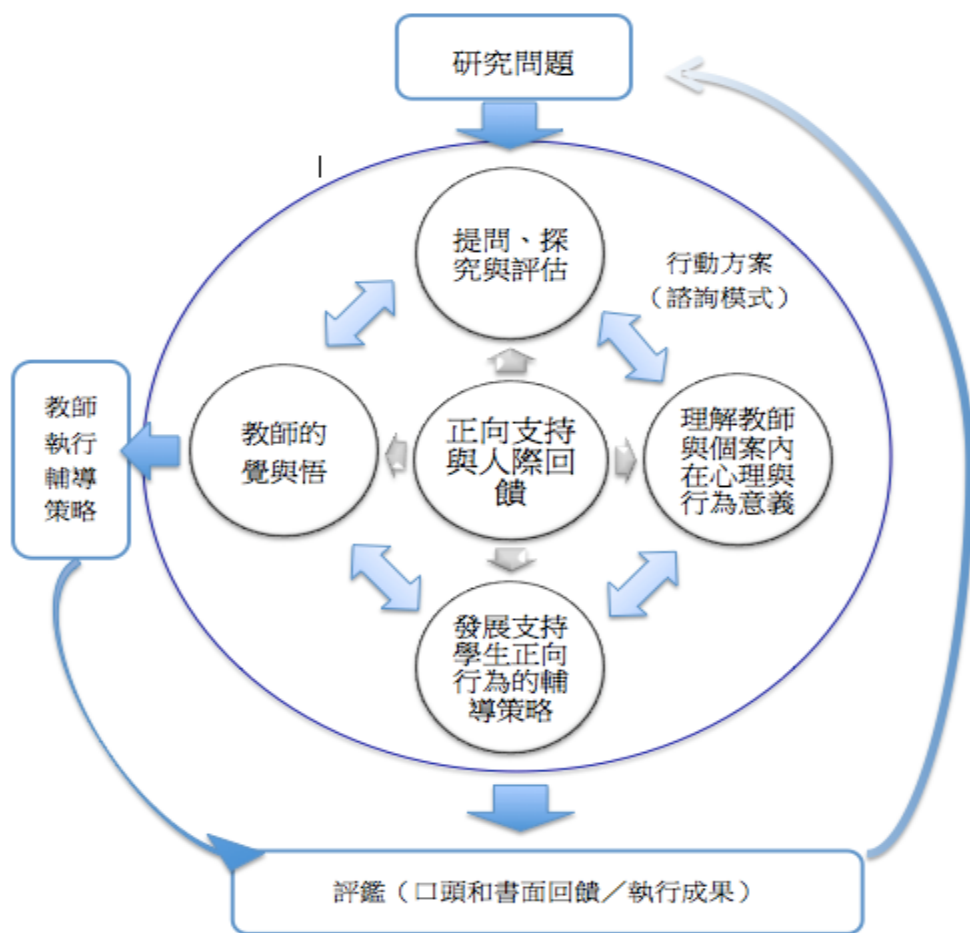 研究問題
提問、探
究與評估
行動方案
（諮詢模式）
教師
執行
輔導
策略
教師的
覺與悟
正向支持
與人際回
饋
理解教師
與個案內
在心理與
行為意義
發展支持
學生正向
行為的輔
導策略
評鑑（口頭和書面回饋／執行成果）